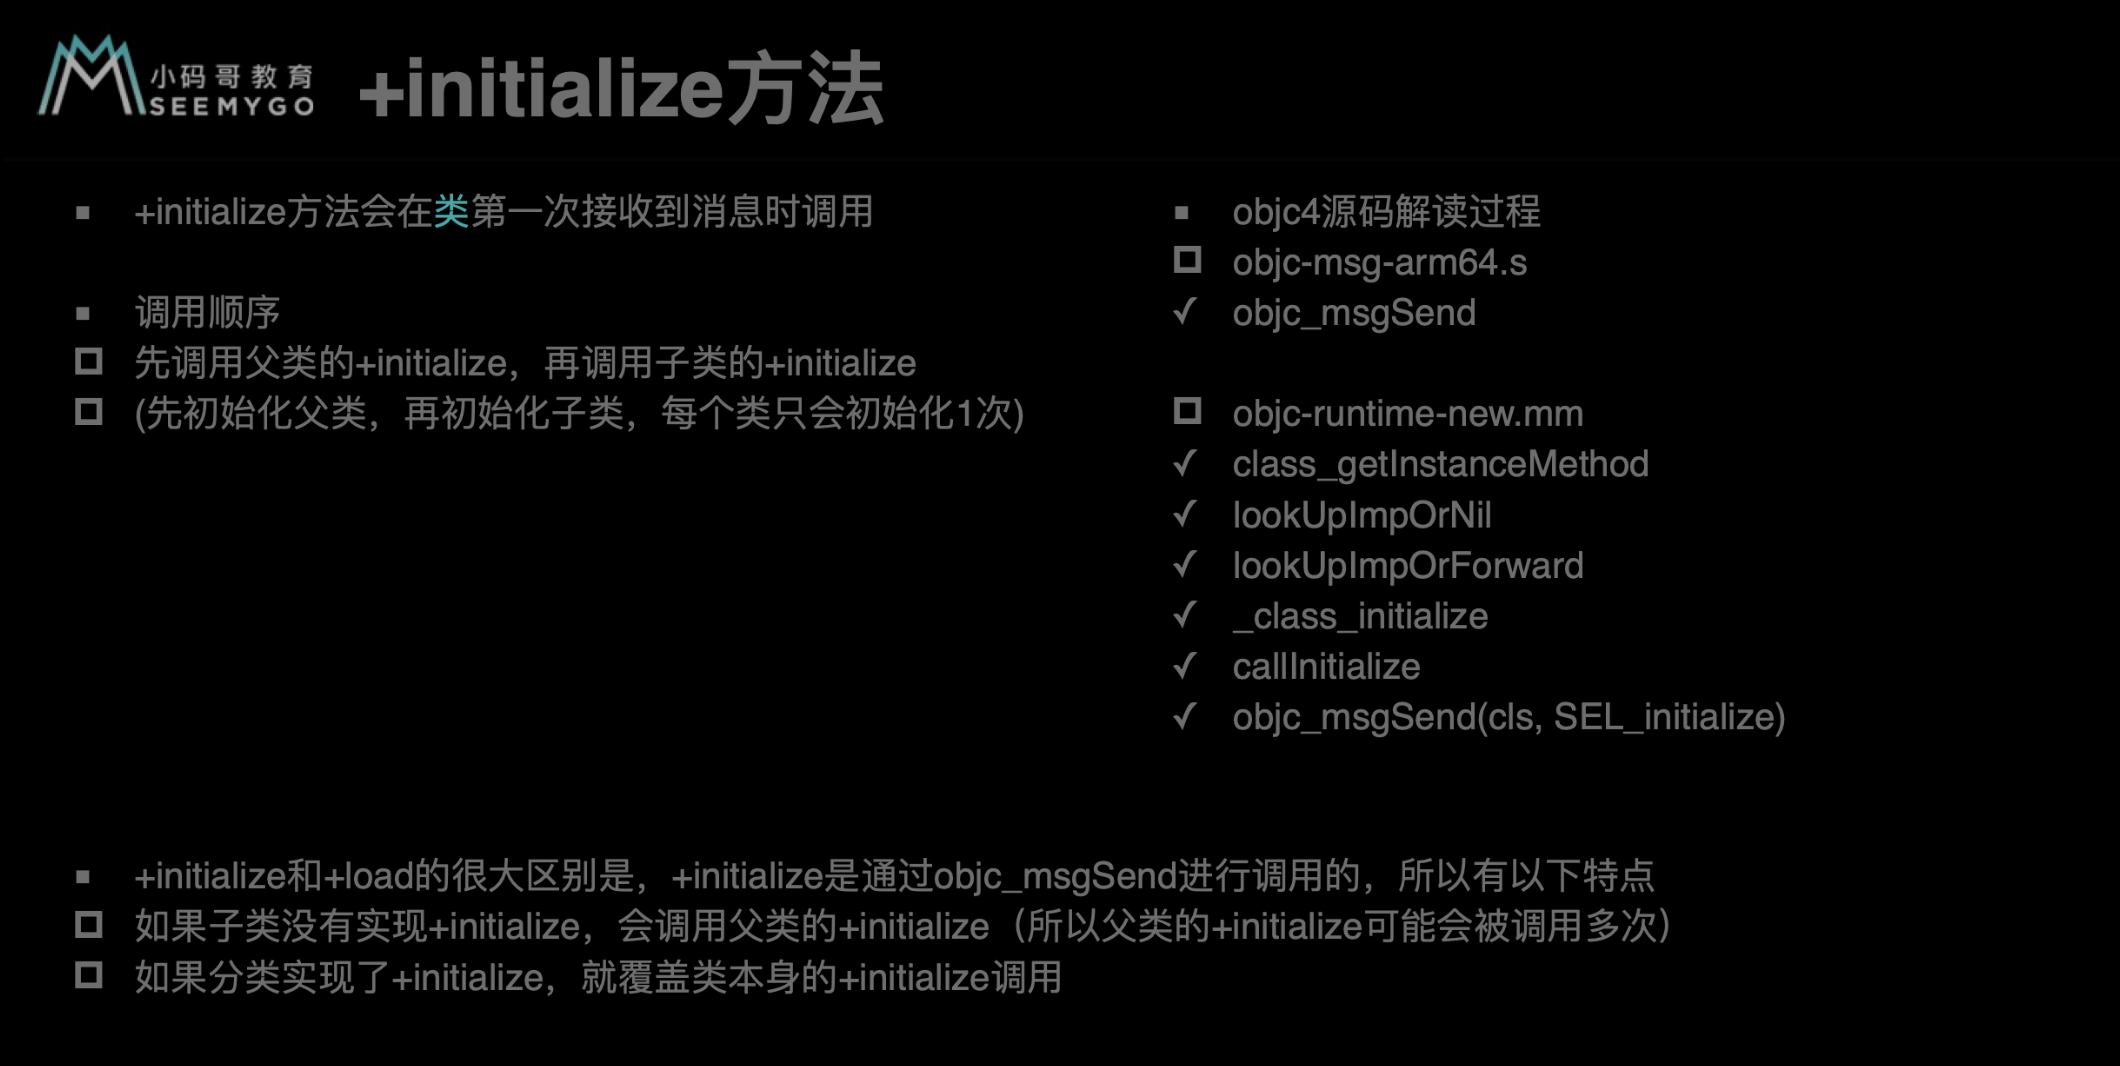 小码哥教育
SEEMYGO
+initialize方法
+initialize方法会在类第一次接收到消息时调用
调用顺序
先调用父类的+initialize，再调用子类的+initialize
(先初始化父类，再初始化子类，每个类只会初始化1次)
objc4源码解读过程
objc-msg-arm64.s
objc_msgSend
objc-runtime-new.mm
class_getInstanceMethod
lookUpImpOrNil
lookUpImpOrForward
_class_initialize
callInitialize
objc_msgSend(cls, SEL_initialize)
+initialize和+load的很大区别是，+initialize是通过objc_msgSend进行调用的，所以有以下特点
如果子类没有实现+initialize，会调用父类的+initialize（所以父类的+initialize可能会被调用多次）
如果分类实现了+initialize，就覆盖类本身的+initialize调用